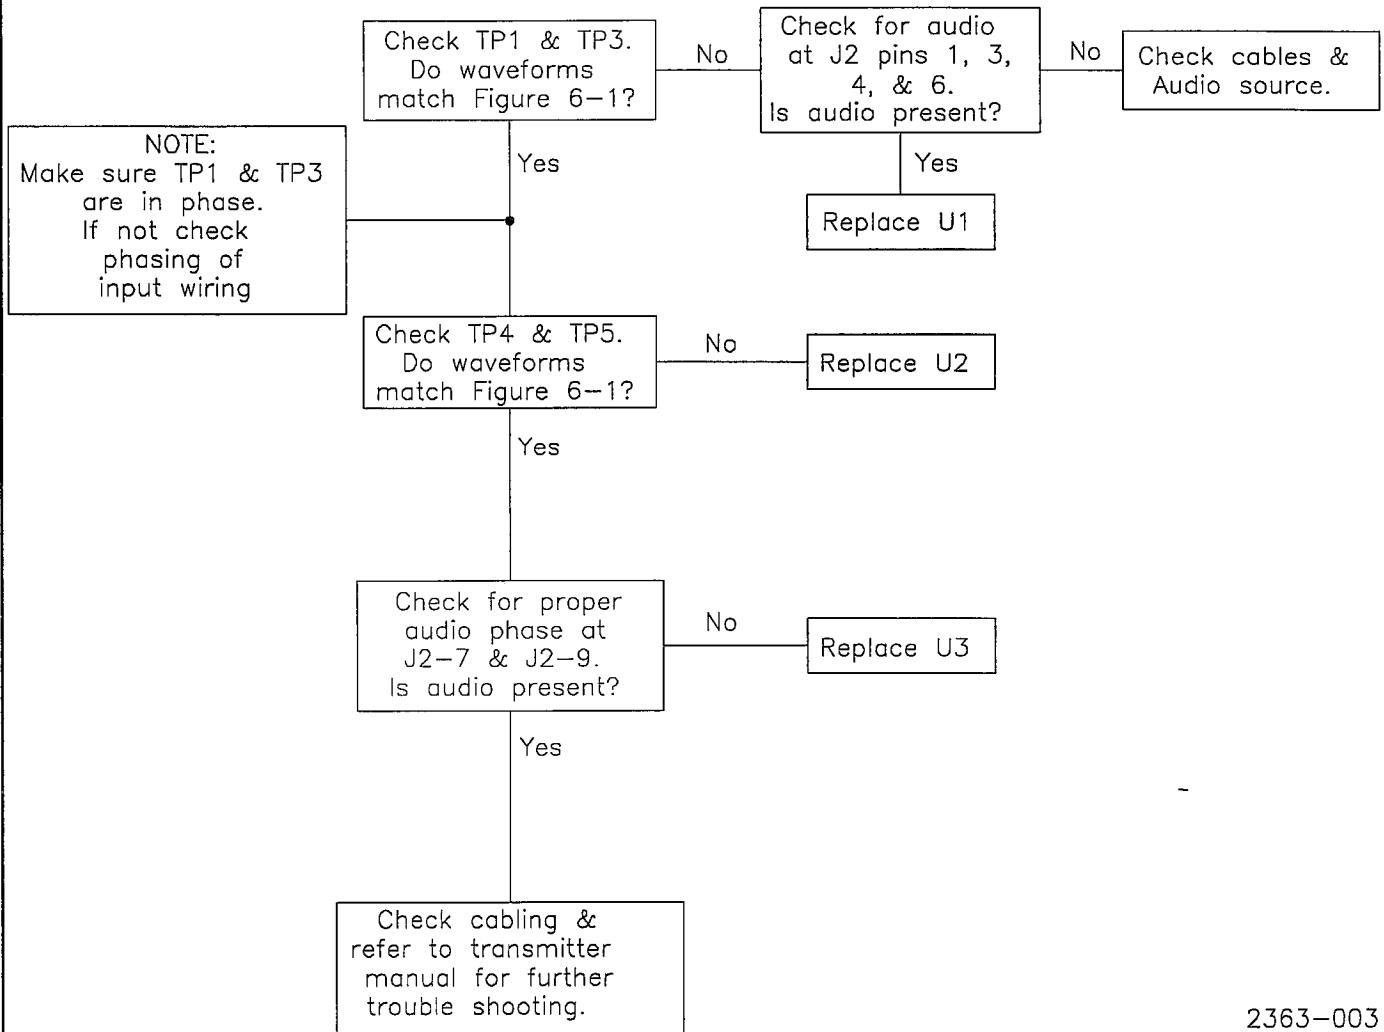 Check TP1 & TP3.
Do waveforms
match Figure 6-1?
No
Check for audio
at J2 pins 1, 3,
4, & 6.
Is audio present?
No
Check cables &
Audio source.
NOTE:
Make sure TP1 & TP3
are in phase.
If not check
phasing of
input wiring
Yes
Yes
Replace U1
Check TP4 & TP5.
Do waveforms
match Figure 6-1?
No
Replace U2
Yes
Check for proper
audio phase at
J2-7 & J2-9.
Is audio present?
No
Replace U3
Yes
Check cabling &
refer to transmitter
manual for further
trouble shooting.
2363-003